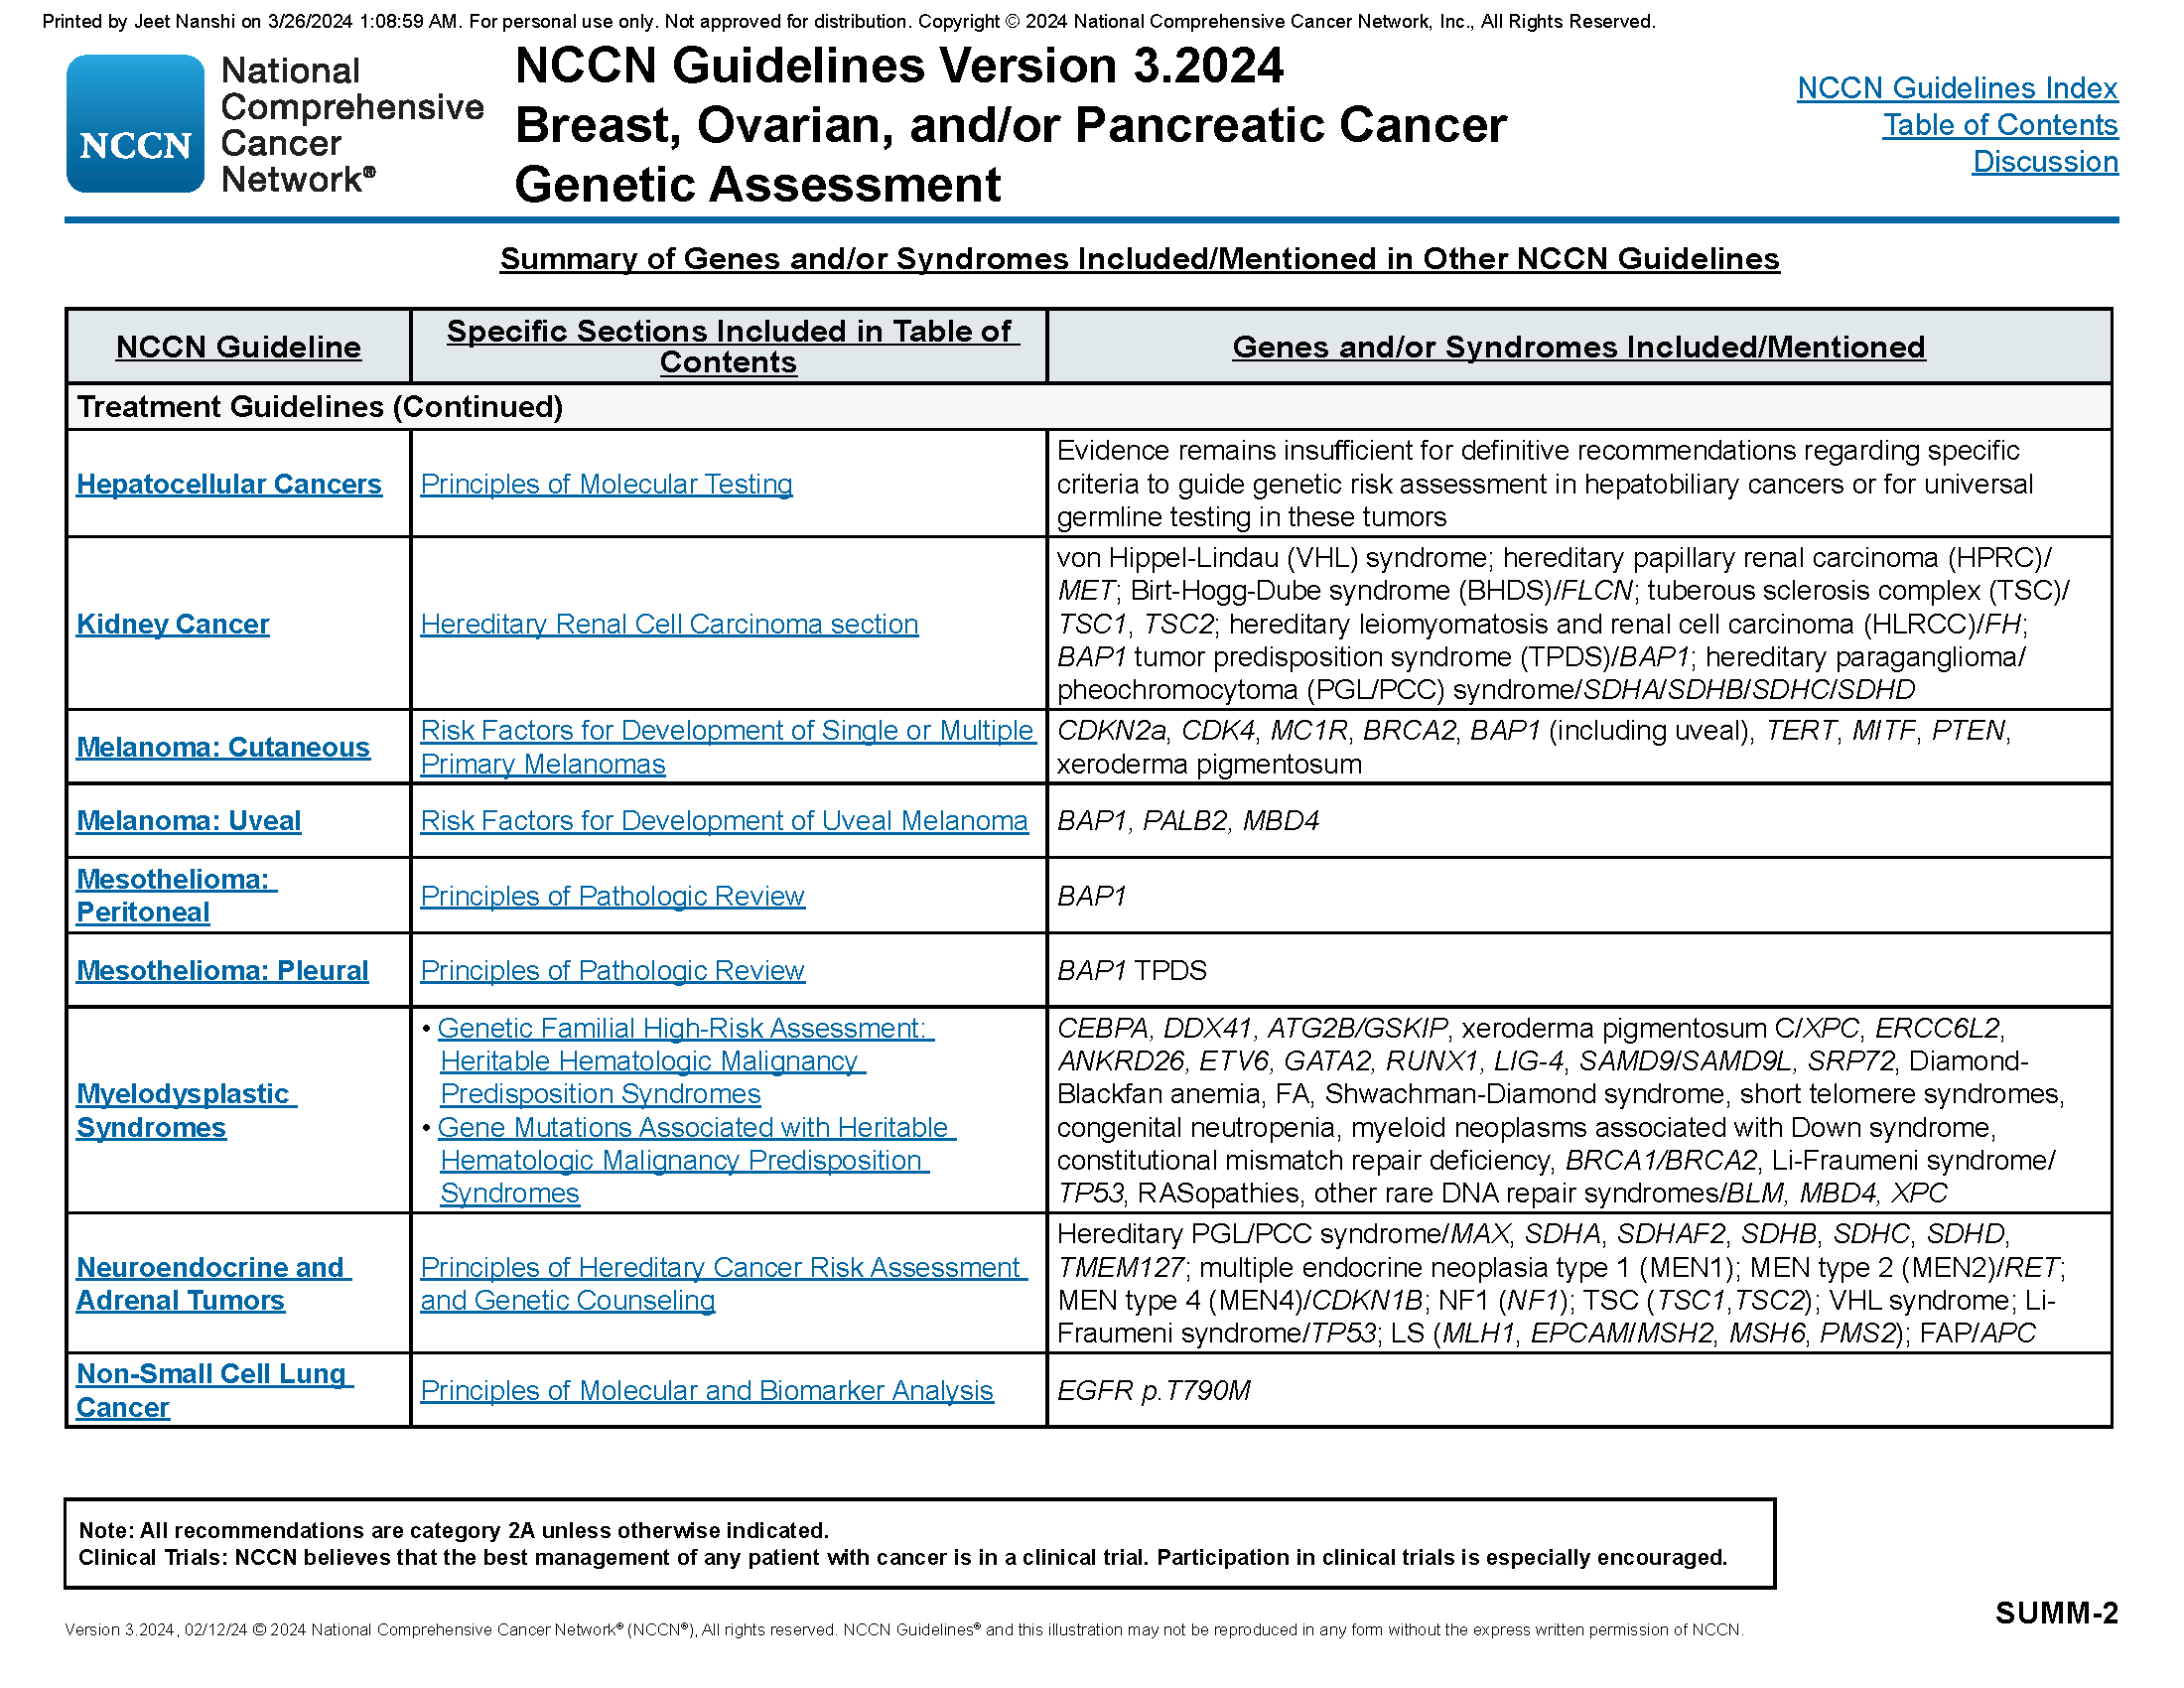 Printed by Jeet Nanshi on 3/26/2024 1:08:59 AM. For personal use only. Not approved for distribution. Copyright © 2024 National Comprehensive Cancer Network, Inc., All Rights Reserved.
NCCN
National
Comprehensive
Cancer
Network®
NCCN Guidelines Version 3.2024
Breast, Ovarian, and/or Pancreatic Cancer
Genetic Assessment
NCCN Guidelines Index
Table of Contents
Discussion
Summary of Genes and/or Syndromes Included/Mentioned in Other NCCN Guidelines
NCCN Guideline
Specific Sections Included in Table of
Contents
Genes and/or Syndromes Included/Mentioned
Treatment Guidelines (Continued)
Hepatocellular Cancers
Principles of Molecular Testing
Evidence remains insufficient for definitive recommendations regarding specific
criteria to guide genetic risk assessment in hepatobiliary cancers or for universal
germline testing in these tumors
Kidney Cancer
Hereditary Renal Cell Carcinoma section
von Hippel-Lindau (VHL) syndrome; hereditary papillary renal carcinoma (HPRC)/
MET; Birt-Hogg-Dube syndrome (BHDS)/FLCN; tuberous sclerosis complex (TSC)/
TSC1, TSC2; hereditary leiomyomatosis and renal cell carcinoma (HLRCC)/FH;
BAP1 tumor predisposition syndrome (TPDS)/BAP1; hereditary paraganglioma/
pheochromocytoma (PGL/PCC) syndrome/SDHA/SDHB/SDHC/SDHD
Melanoma: Cutaneous
Risk Factors for Development of Single or Multiple
Primary Melanomas
CDKN2a, CDK4, MC1R, BRCA2, BAP1 (including uveal), TERT, MITF, PTEN,
xeroderma pigmentosum
Melanoma: Uveal
Risk Factors for Development of Uveal Melanoma
BAP1, PALB2, MBD4
Mesothelioma:
Peritoneal
Principles of Pathologic Review
BAP1
Mesothelioma: Pleural
Principles of Pathologic Review
BAP1 TPDS
Myelodysplastic
Syndromes
• Genetic Familial High-Risk Assessment:
Heritable Hematologic Malignancy
Predisposition Syndromes
• Gene Mutations Associated with Heritable
Hematologic Malignancy Predisposition
Syndromes
CEBPA, DDX41, ATG2B/GSKIP, xeroderma pigmentosum C/XPC, ERCC6L2,
ANKRD26, ETV6, GATA2, RUNX1, LIG-4, SAMD9/SAMD9L, SRP72, Diamond-
Blackfan anemia, FA, Shwachman-Diamond syndrome, short telomere syndromes,
congenital neutropenia, myeloid neoplasms associated with Down syndrome,
constitutional mismatch repair deficiency, BRCA1/BRCA2, Li-Fraumeni syndrome/
TP53, RASopathies, other rare DNA repair syndromes/BLM, MBD4, XPC
Neuroendocrine and
Adrenal Tumors
Principles of Hereditary Cancer Risk Assessment
and Genetic Counseling
Hereditary PGL/PCC syndrome/MAX, SDHA, SDHAF2, SDHB, SDHC, SDHD,
TMEM127; multiple endocrine neoplasia type 1 (MEN1); MEN type 2 (MEN2)/RET;
MEN type 4 (MEN4)/CDKN1B; NF1 (NF1); TSC (TSC1,TSC2); VHL syndrome; Li-
Fraumeni syndrome/TP53; LS (MLH1, EPCAM/MSH2, MSH6, PMS2); FAP/APC
Non-Small Cell Lung
Cancer
Principles of Molecular and Biomarker Analysis
EGFR p.T790M
Note: All recommendations are category 2A unless otherwise indicated.
Clinical Trials: NCCN believes that the best management of any patient with cancer is in a clinical trial. Participation in clinical trials is especially encouraged.
SUMM-2
Version 3.2024, 02/12/24 © 2024 National Comprehensive Cancer Network® (NCCN®), All rights reserved. NCCN Guidelines® and this illustration may not be reproduced in any form without the express written permission of NCCN.